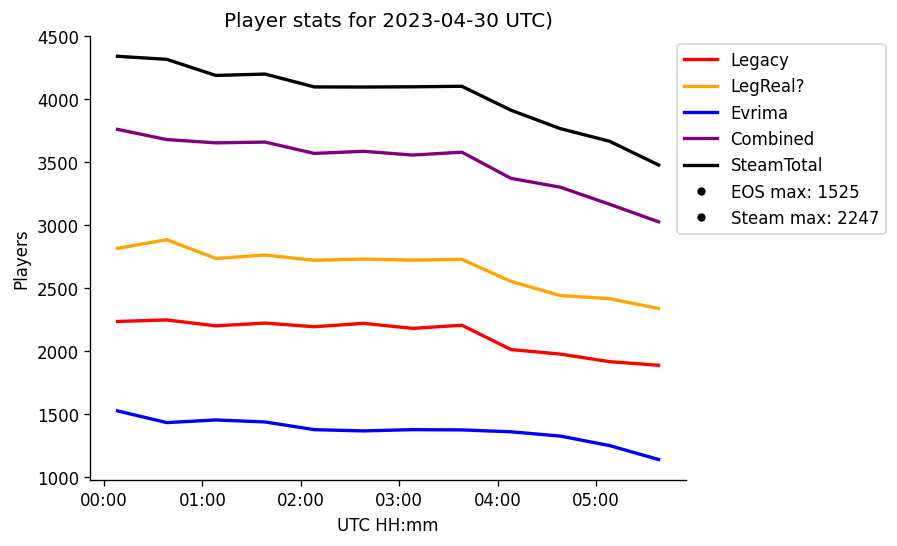 Player stats for 2023-04-30 UTC)
4500
4000
3500
3000
2500
2000
1500
1000
Players
00:00 01:00 02:00 03:00 04:00 05:00
UTC HH:mm
Legacy
LegReal?
Evrima
Combined
SteamTotal
EOS max: 1525
Steam max: 2247